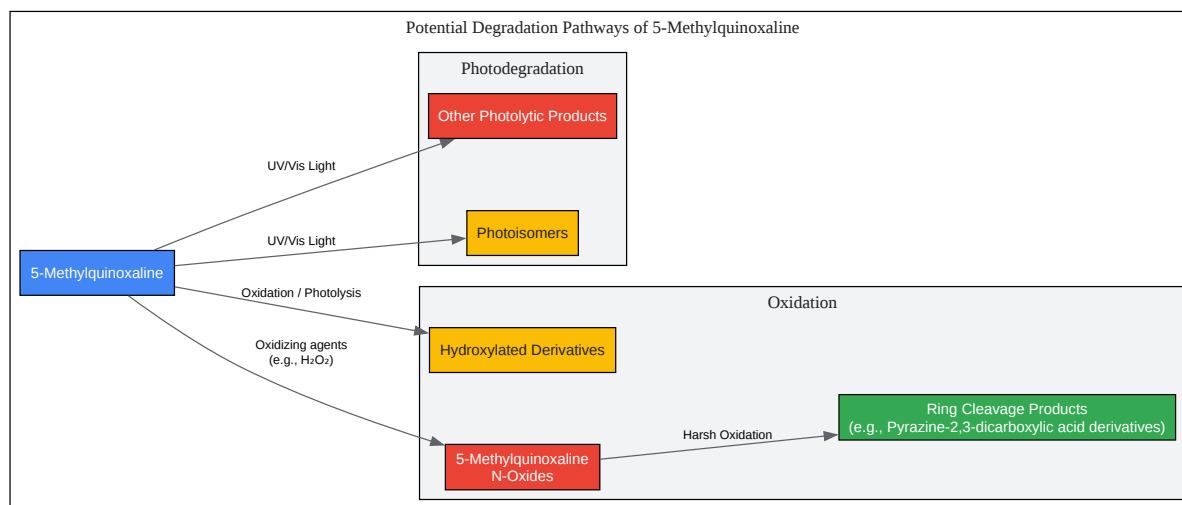 Potential Degradation Pathways of 5-Methylquinoxaline
Photodegradation
Other Photolytic Products
UV/Vis Light
Photoisomers
UV/Vis Light
5-Methylquinoxaline
Oxidation / Photolysis
Oxidation
Hydroxylated Derivatives
Oxidizing agents
(e.g., H₂O₂)
Ring Cleavage Products
(e.g., Pyrazine-2,3-dicarboxylic acid derivatives)
Harsh Oxidation
5-Methylquinoxaline
N-Oxides